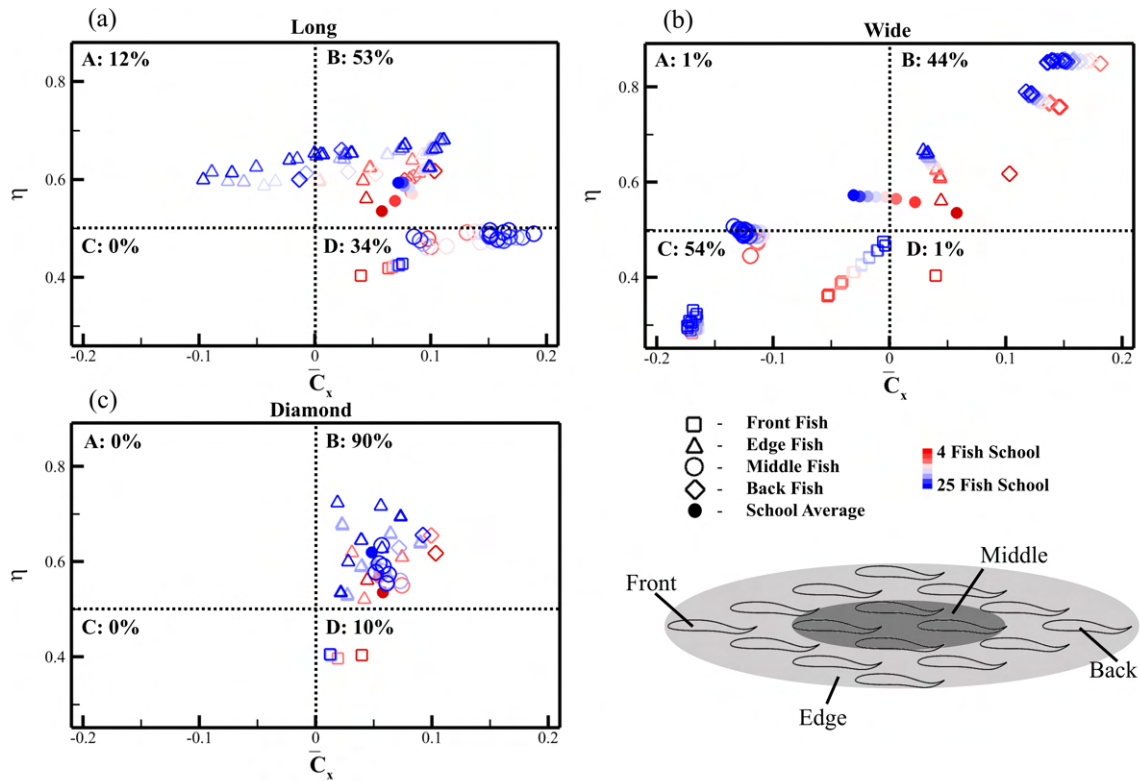 (a)
Long
A: 12%
B: 53%
C: 0%
D: 34%
η
0.8
0.6
0.4
-0.2
-0.1
0
0.1
0.2
C̅ₓ
(b)
Wide
A: 1%
B: 44%
C: 54%
D: 1%
η
0.8
0.6
0.4
-0.2
-0.1
0
0.1
0.2
C̅ₓ
(c)
Diamond
A: 0%
B: 90%
C: 0%
D: 10%
η
0.8
0.6
0.4
-0.2
-0.1
0
0.1
0.2
C̅ₓ
- Front Fish
- Edge Fish
- Middle Fish
- Back Fish
- School Average
4 Fish School
25 Fish School
Middle
Front
Back
Edge